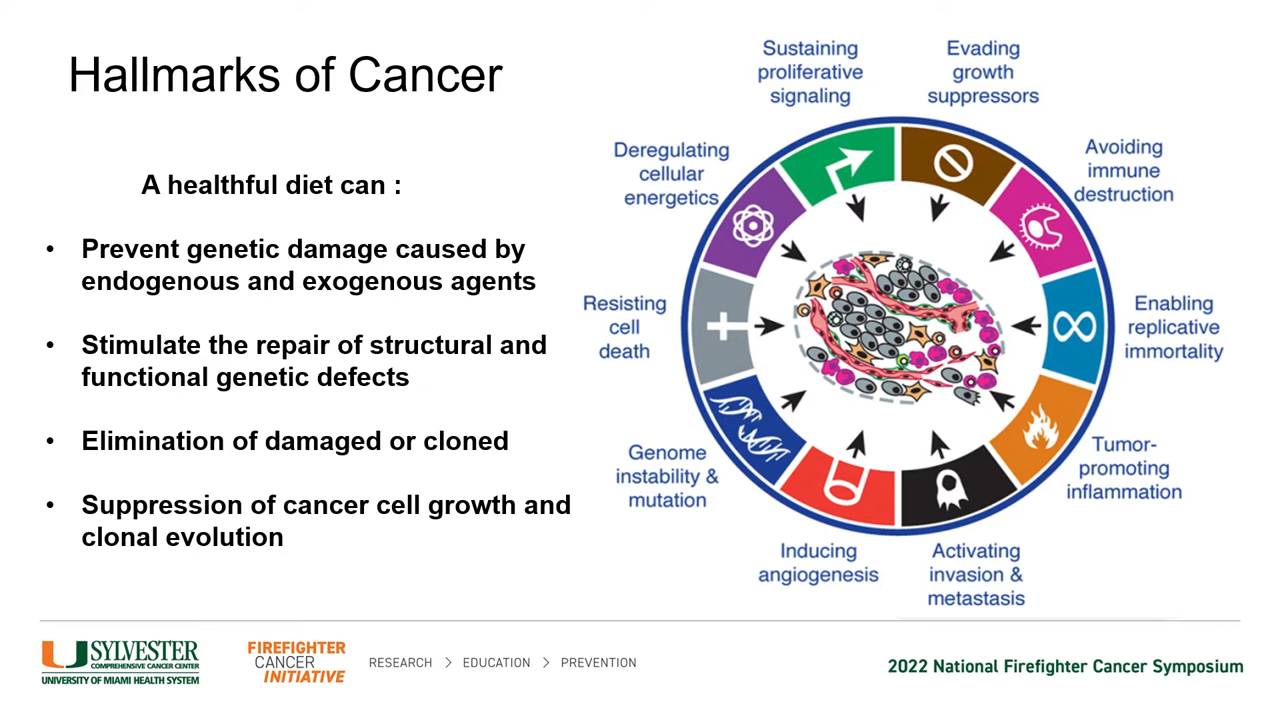 Hallmarks of Cancer
A healthful diet can :
• Prevent genetic damage caused by
endogenous and exogenous agents
• Stimulate the repair of structural and
functional genetic defects
• Elimination of damaged or cloned
• Suppression of cancer cell growth and
clonal evolution
Sustaining
proliferative
signaling
Evading
growth
suppressors
Avoiding
immune
destruction
Enabling
replicative
immortality
Tumor-
promoting
inflammation
Activating
invasion &
metastasis
Inducing
angiogenesis
Genome
instability &
mutation
Resisting
cell
death
Deregulating
cellular
energetics
SYLVESTER
COMPREHENSIVE CANCER CENTER
UNIVERSITY OF MIAMI HEALTH SYSTEM
FIREFIGHTER
CANCER
INITIATIVE
RESEARCH > EDUCATION > PREVENTION
2022 National Firefighter Cancer Symposium